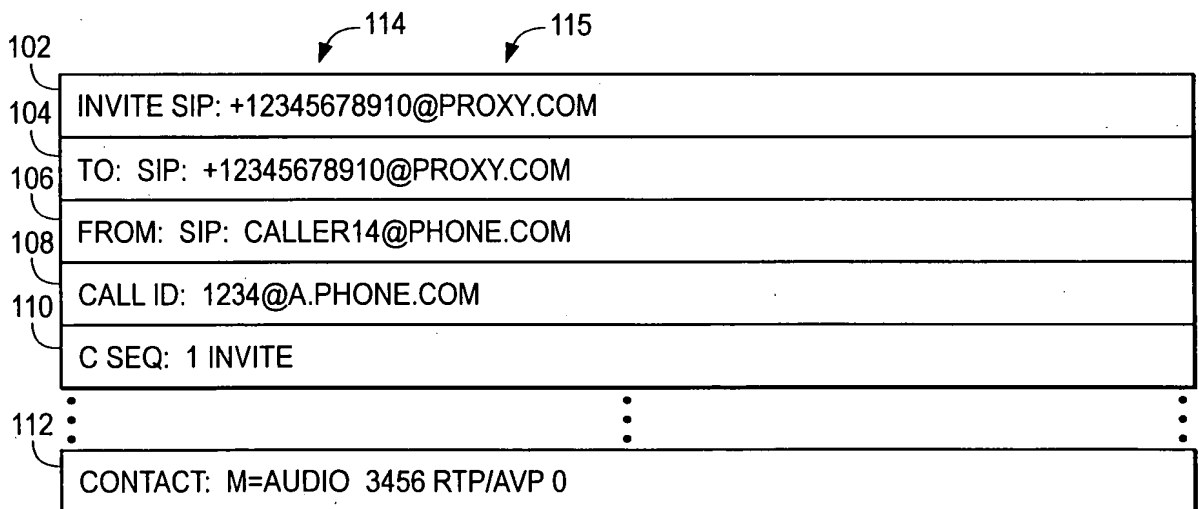 114 115
102
INVITE SIP: +12345678910@PROXY.COM
104
TO: SIP: +12345678910@PROXY.COM
106
FROM: SIP: CALLER14@PHONE.COM
108
CALL ID: 1234@A.PHONE.COM
110
C SEQ: 1 INVITE
112
CONTACT: M=AUDIO 3456 RTP/AVP 0